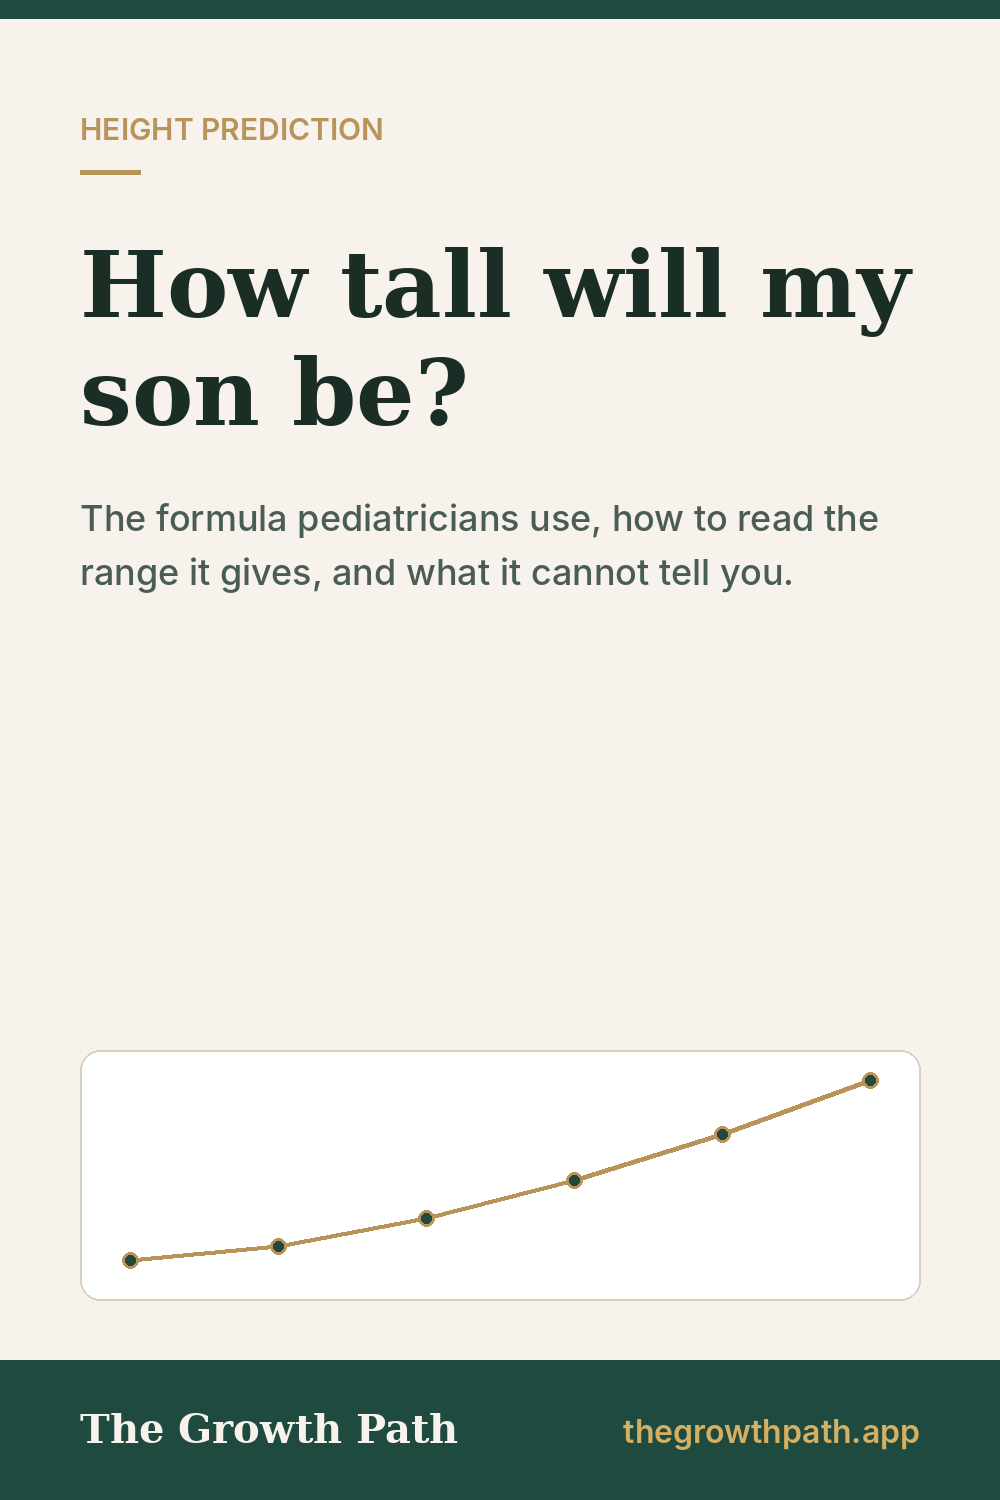 HEIGHT PREDICTION
How tall will my
son be?
The formula pediatricians use, how to read the
range it gives, and what it cannot tell you.
The Growth Path
thegrowthpath.app